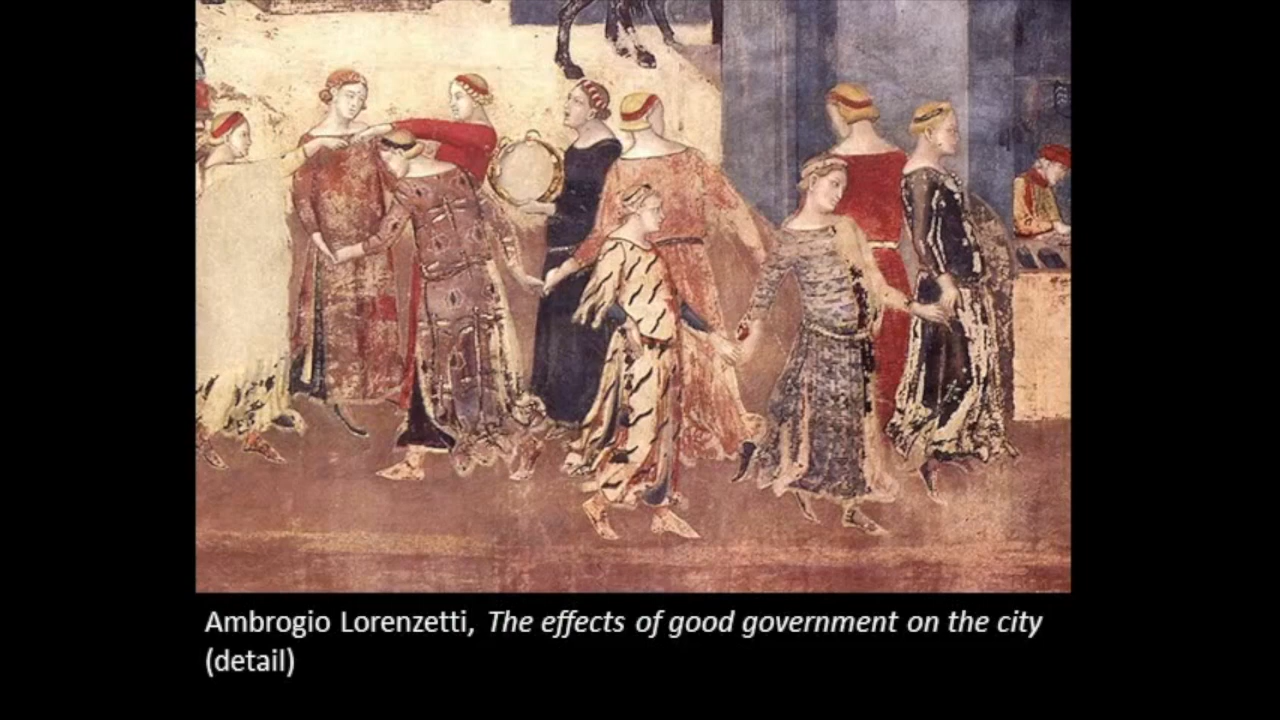 Ambrogio Lorenzetti, The effects of good government on the city
(detail)